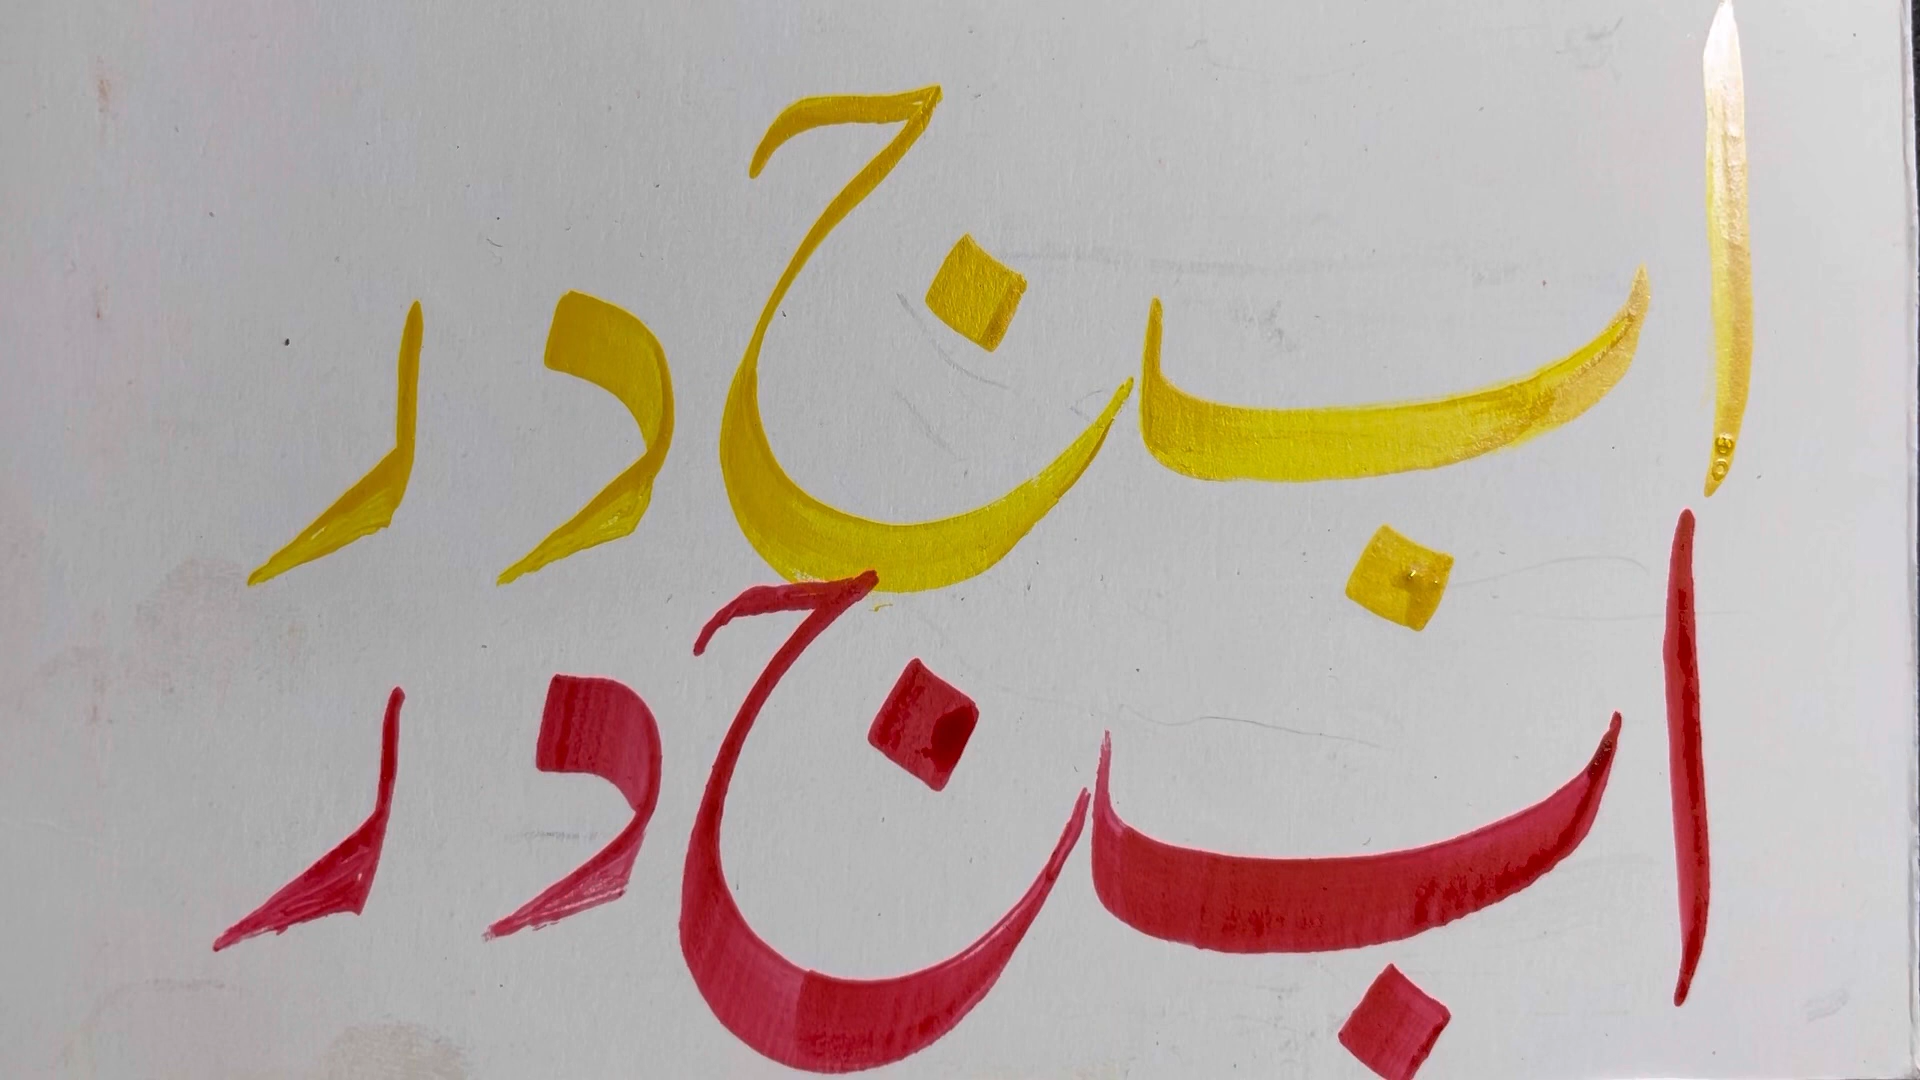 ا ب ج د ر
ا ب ج د ر